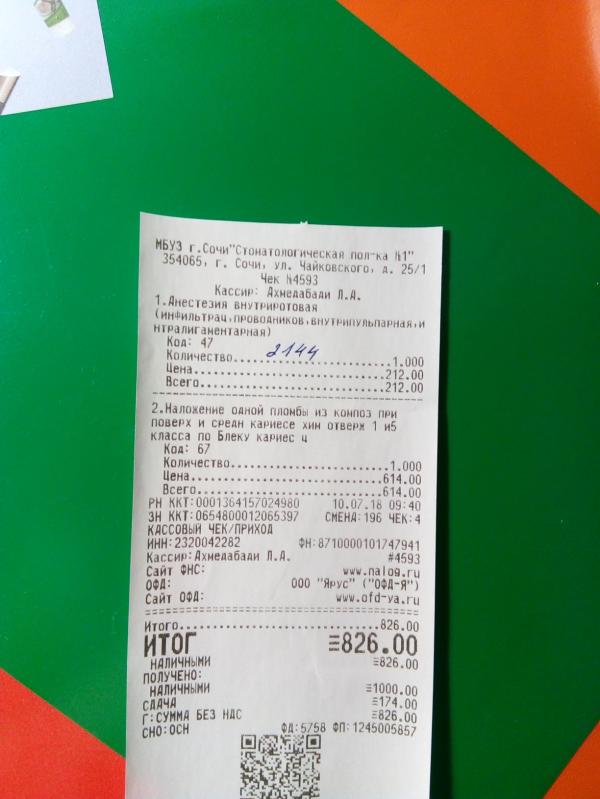 МБУЗ г.Сочи"Стоматологическая пол-ка №1"
354065, г. Сочи, ул. Чайковского, д. 25/1
Чек №4593
Кассир: Ахмедабади Л.А.
1.Анестезия внутриротовая
(инфильтрац,проводников,внутрипульпарная,и
нтралигаментарная)
Код: 47
2144
Количество....................1.000
Цена.........................212.00
Всего........................212.00
2.Наложение одной пломбы из композ при
поверх и средн кариесе хим отверж 1 и5
класса по Блеку кариес ч
Код: 67
Количество....................1.000
Цена.........................614.00
Всего........................614.00
РН ККТ:0001364157024980 10.07.18 09:40
ЗН ККТ:0654800012065397 СМЕНА:196 ЧЕК:4
КАССОВЫЙ ЧЕК/ПРИХОД
ИНН:2320042282 ФН:8710000101747941
Кассир:Ахмедабади Л.А. #4593
Сайт ФНС: www.nalog.ru
ОФД: ООО "Ярус" ("ОФД-Я")
Сайт ОФД: www.ofd-ya.ru
Итого........................826.00
ИТОГ ≡826.00
НАЛИЧНЫМИ ≡826.00
ПОЛУЧЕНО:
НАЛИЧНЫМИ ≡1000.00
СДАЧА ≡174.00
Г:СУММА БЕЗ НДС ≡826.00
СНО:ОСН ФД:5758 ФП:1245005857